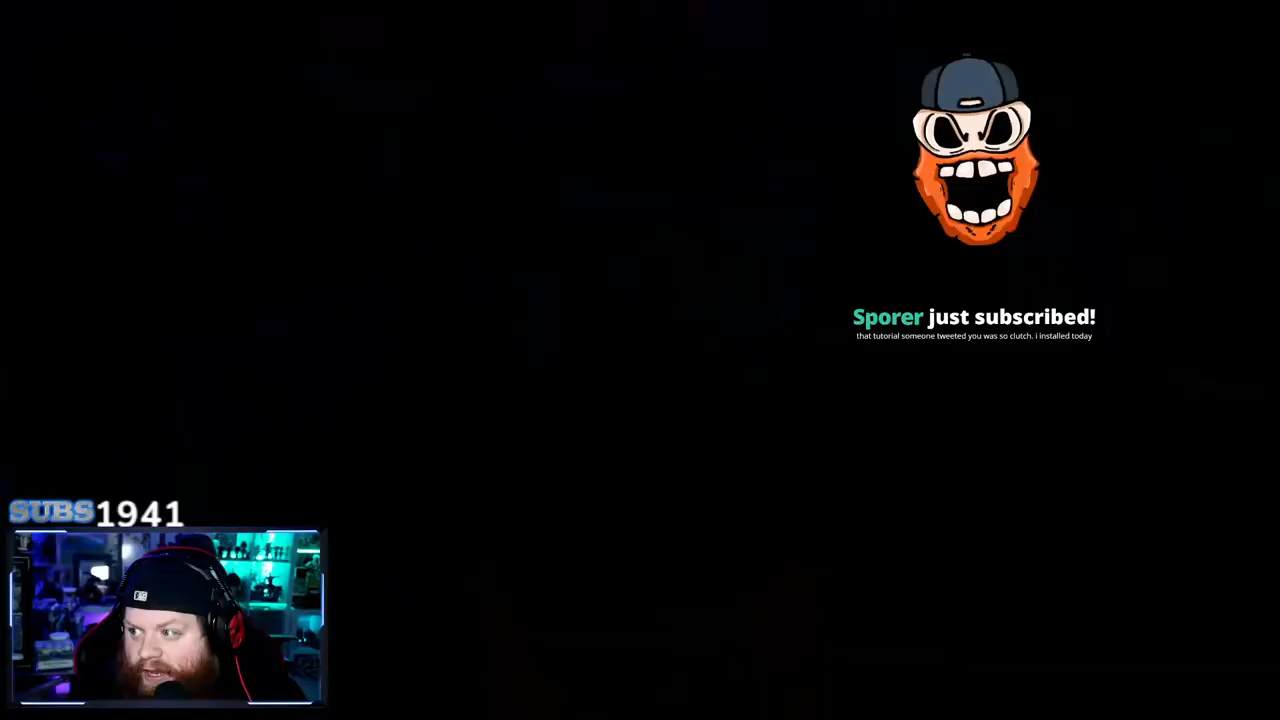 Sporer just subscribed!
that tutorial someone tweeted you was so clutch. i installed today
SUBS 1941